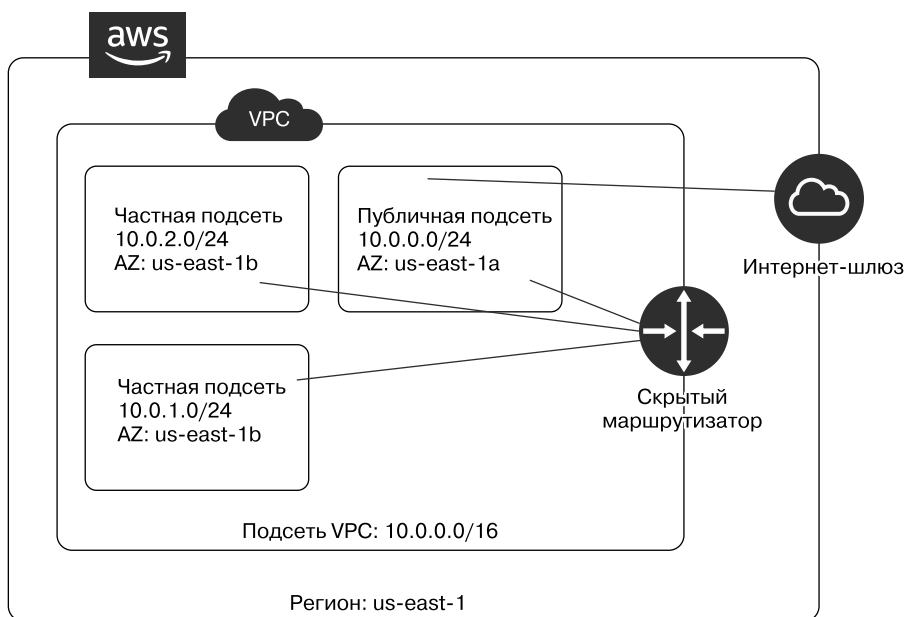 aws
VPC
Частная подсеть
10.0.2.0/24
AZ: us-east-1b
Публичная подсеть
10.0.0.0/24
AZ: us-east-1a
Интернет-шлюз
Частная подсеть
10.0.1.0/24
AZ: us-east-1b
Скрытый
маршрутизатор
Подсеть VPC: 10.0.0.0/16
Регион: us-east-1